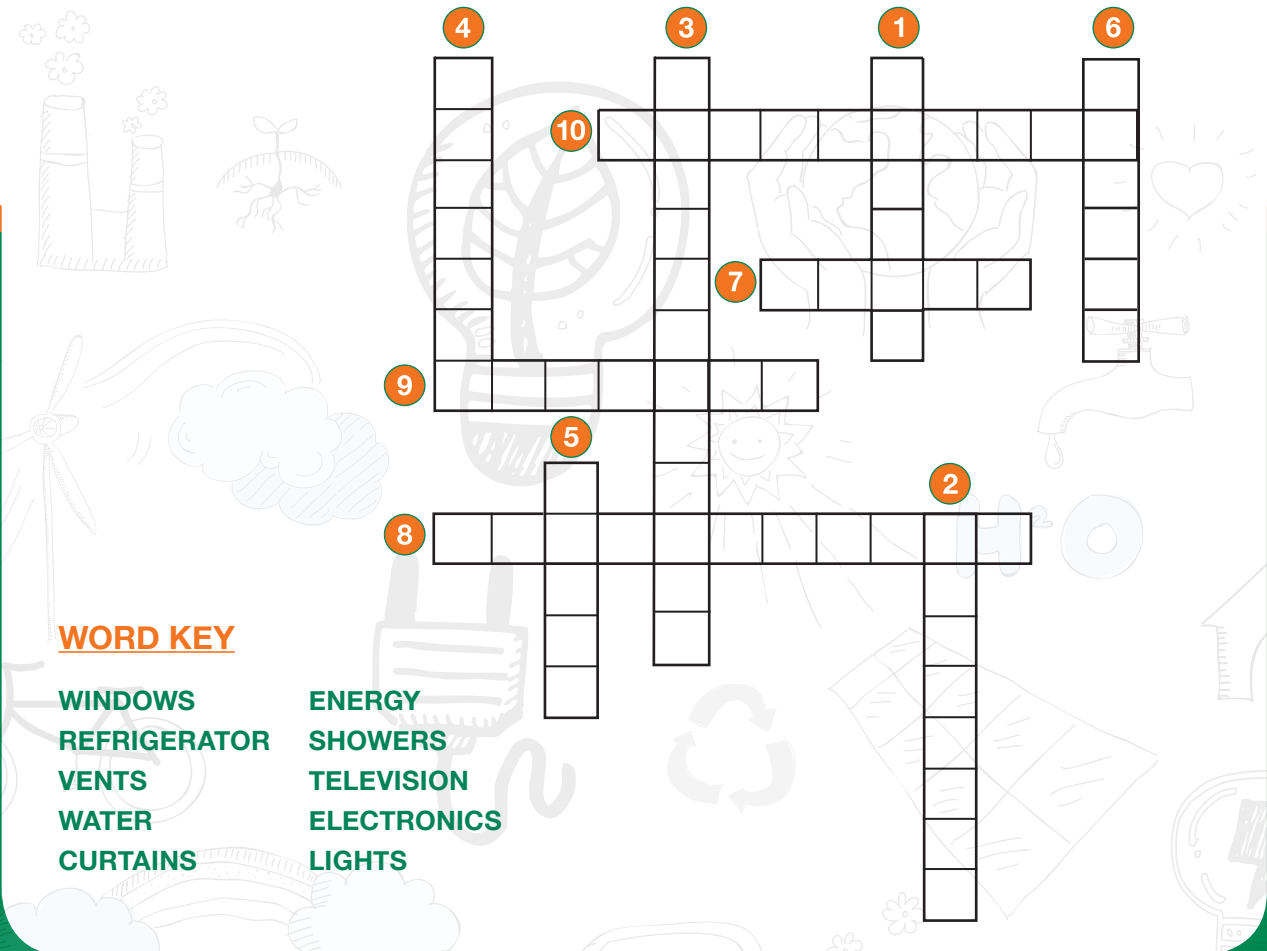 4
3
1
6
10
7
9
5
2
8
H2O
WORD KEY
WINDOWS
REFRIGERATOR
VENTS
WATER
CURTAINS
ENERGY
SHOWERS
TELEVISION
ELECTRONICS
LIGHTS